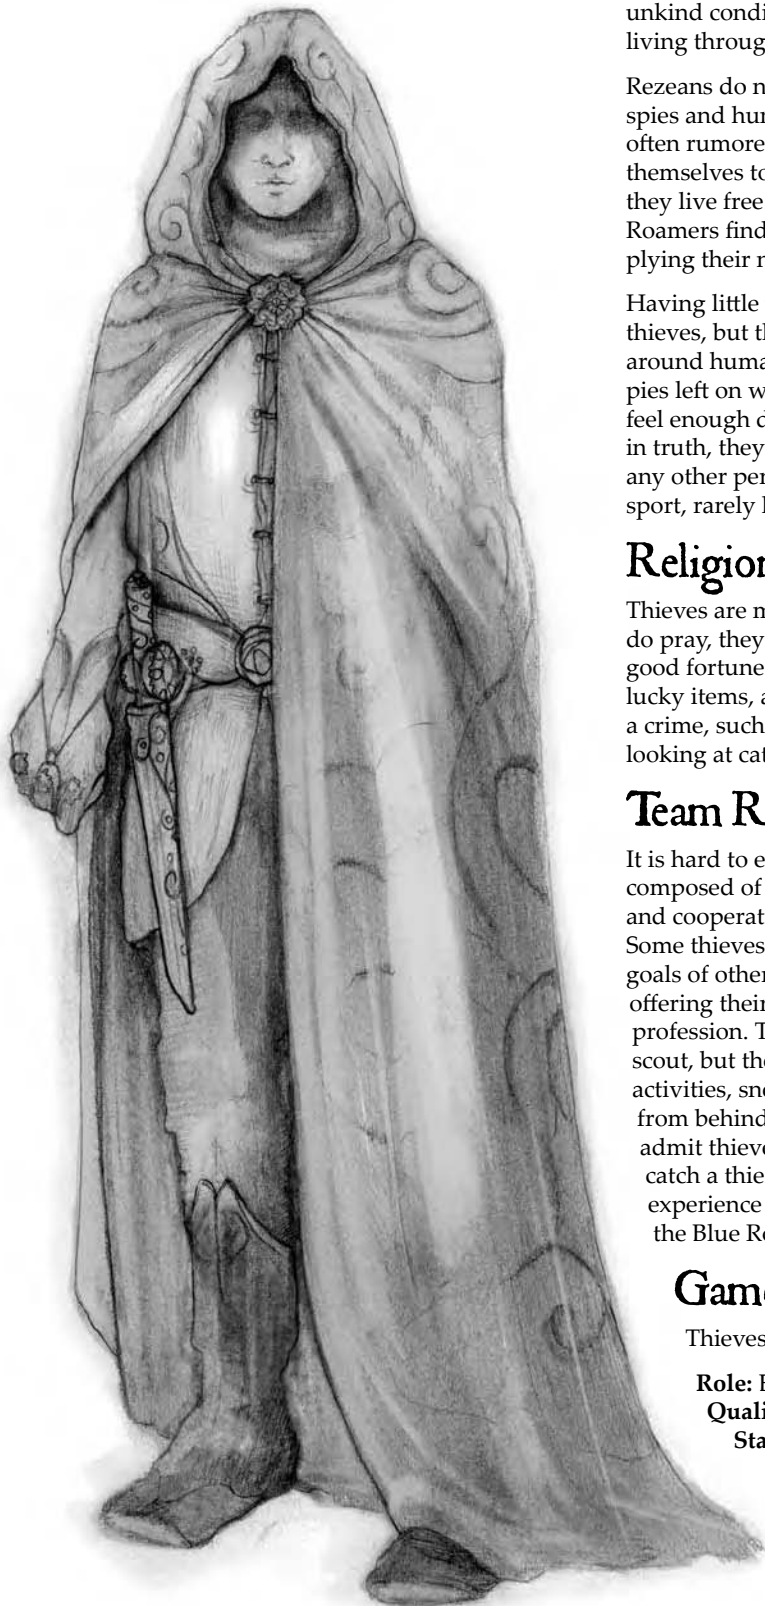 unkind condi
living throug
Rezeans do n
spies and hun
often rumore
themselves to
they live free
Roamers find
plying their n
Having little
thieves, but th
around huma
pies left on w
feel enough d
in truth, they
any other per
sport, rarely l
Religion
Thieves are m
do pray, they
good fortune
lucky items, a
a crime, such
looking at cat
Team R
It is hard to e
composed of
and cooperat
Some thieves
goals of other
offering their
profession. T
scout, but the
activities, sne
from behind
admit thieve
catch a thie
experience
the Blue Ro
Game
Thieves
Role: E
Quali
Sta